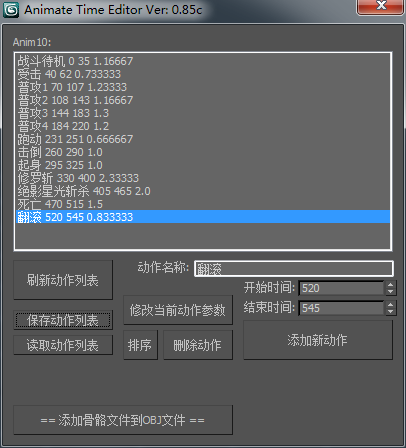 Animate Time Editor Ver: 0.85c
Anim10:
战斗待机 0 35 1.16667
受击 40 62 0.733333
普攻1 70 107 1.23333
普攻2 108 143 1.16667
普攻3 144 183 1.3
普攻4 184 220 1.2
跑动 231 251 0.666667
击倒 260 290 1.0
起身 295 325 1.0
修罗斩 330 400 2.33333
绝影星光斩杀 405 465 2.0
死亡 470 515 1.5
翻滚 520 545 0.833333
刷新动作列表
动作名称: 翻滚
开始时间: 520
保存动作列表
修改当前动作参数
结束时间: 545
读取动作列表
排序
删除动作
添加新动作
== 添加骨骼文件到OBJ文件 ==